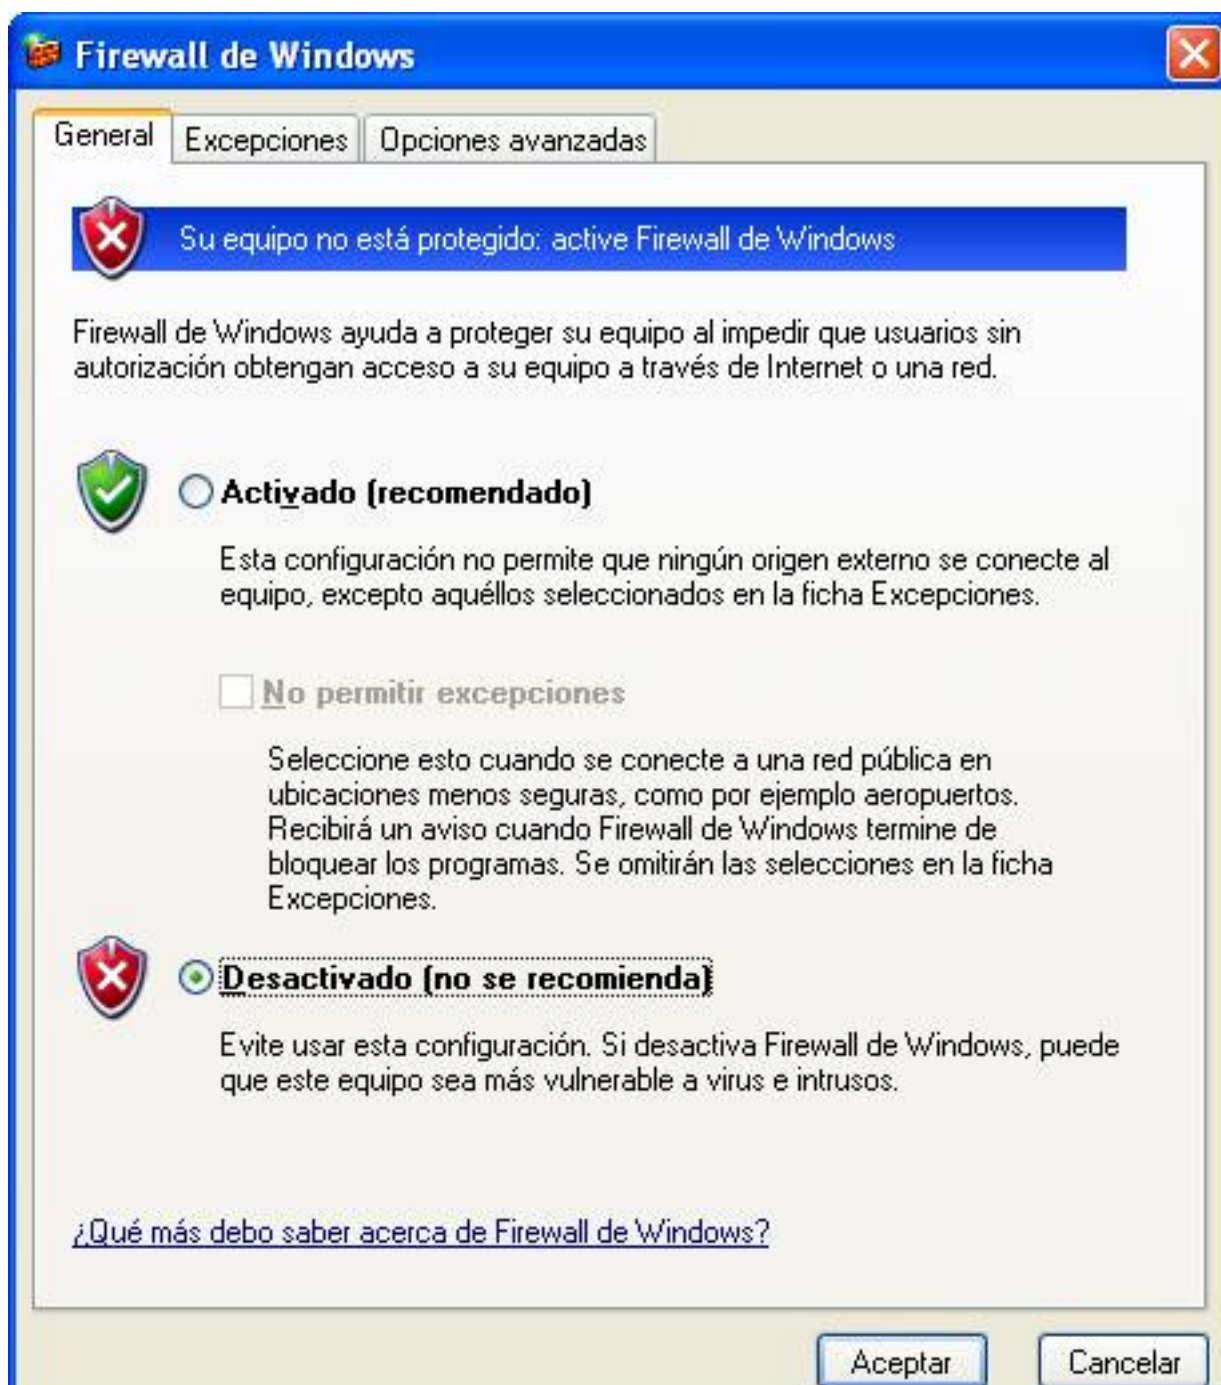 Firewall de Windows
General
Excepciones
Opciones avanzadas
Su equipo no está protegido: active Firewall de Windows
Firewall de Windows ayuda a proteger su equipo al impedir que usuarios sin
autorización obtengan acceso a su equipo a través de Internet o una red.
Activado (recomendado)
Esta configuración no permite que ningún origen externo se conecte al
equipo, excepto aquéllos seleccionados en la ficha Excepciones.
No permitir excepciones
Seleccione esto cuando se conecte a una red pública en
ubicaciones menos seguras, como por ejemplo aeropuertos.
Recibirá un aviso cuando Firewall de Windows termine de
bloquear los programas. Se omitirán las selecciones en la ficha
Excepciones.
Desactivado (no se recomienda)
Evite usar esta configuración. Si desactiva Firewall de Windows, puede
que este equipo sea más vulnerable a virus e intrusos.
¿Qué más debo saber acerca de Firewall de Windows?
Aceptar
Cancelar